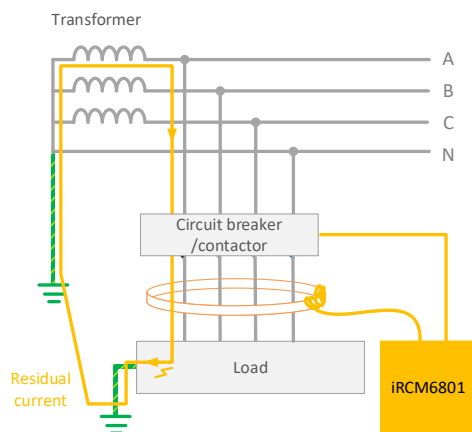 Transformer
A
B
C
N
Circuit breaker
/contactor
Load
iRCM6801
Residual
current